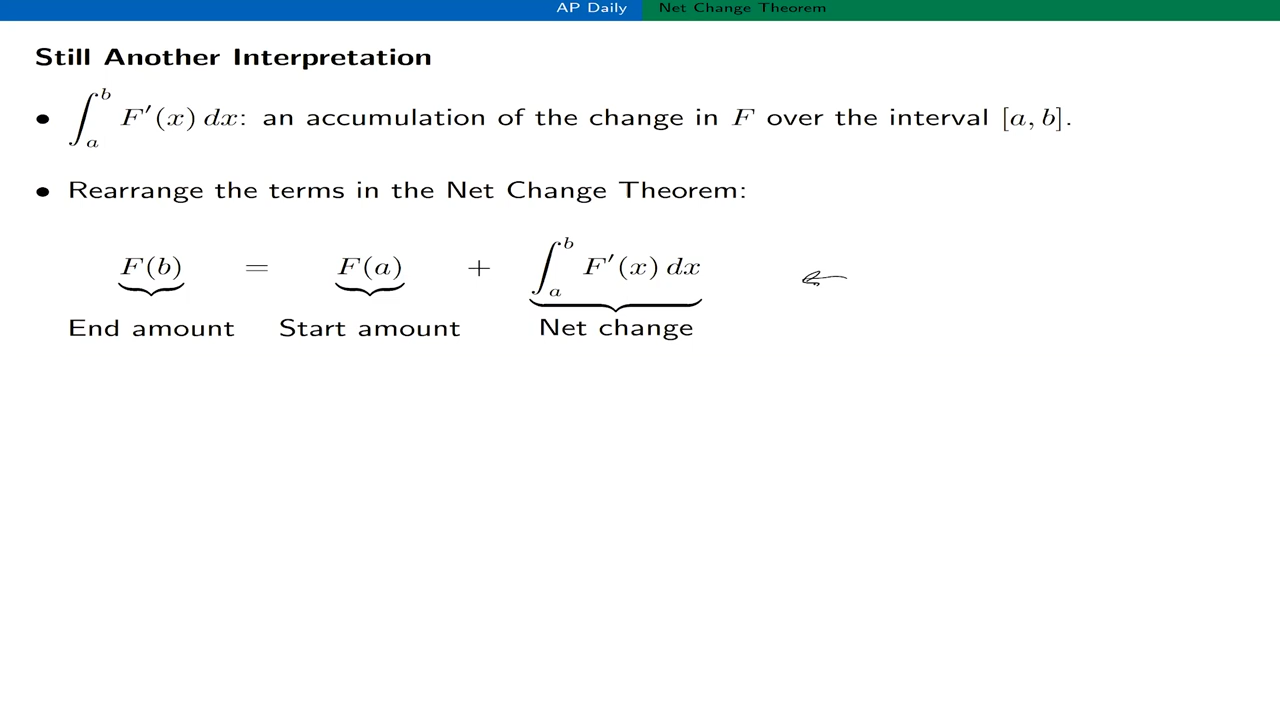 AP Daily Net Change Theorem
Still Another Interpretation
• ∫_a^b F′(x) dx: an accumulation of the change in F over the interval [a, b].
• Rearrange the terms in the Net Change Theorem:
F(b) = F(a) + ∫_a^b F′(x) dx
End amount Start amount Net change